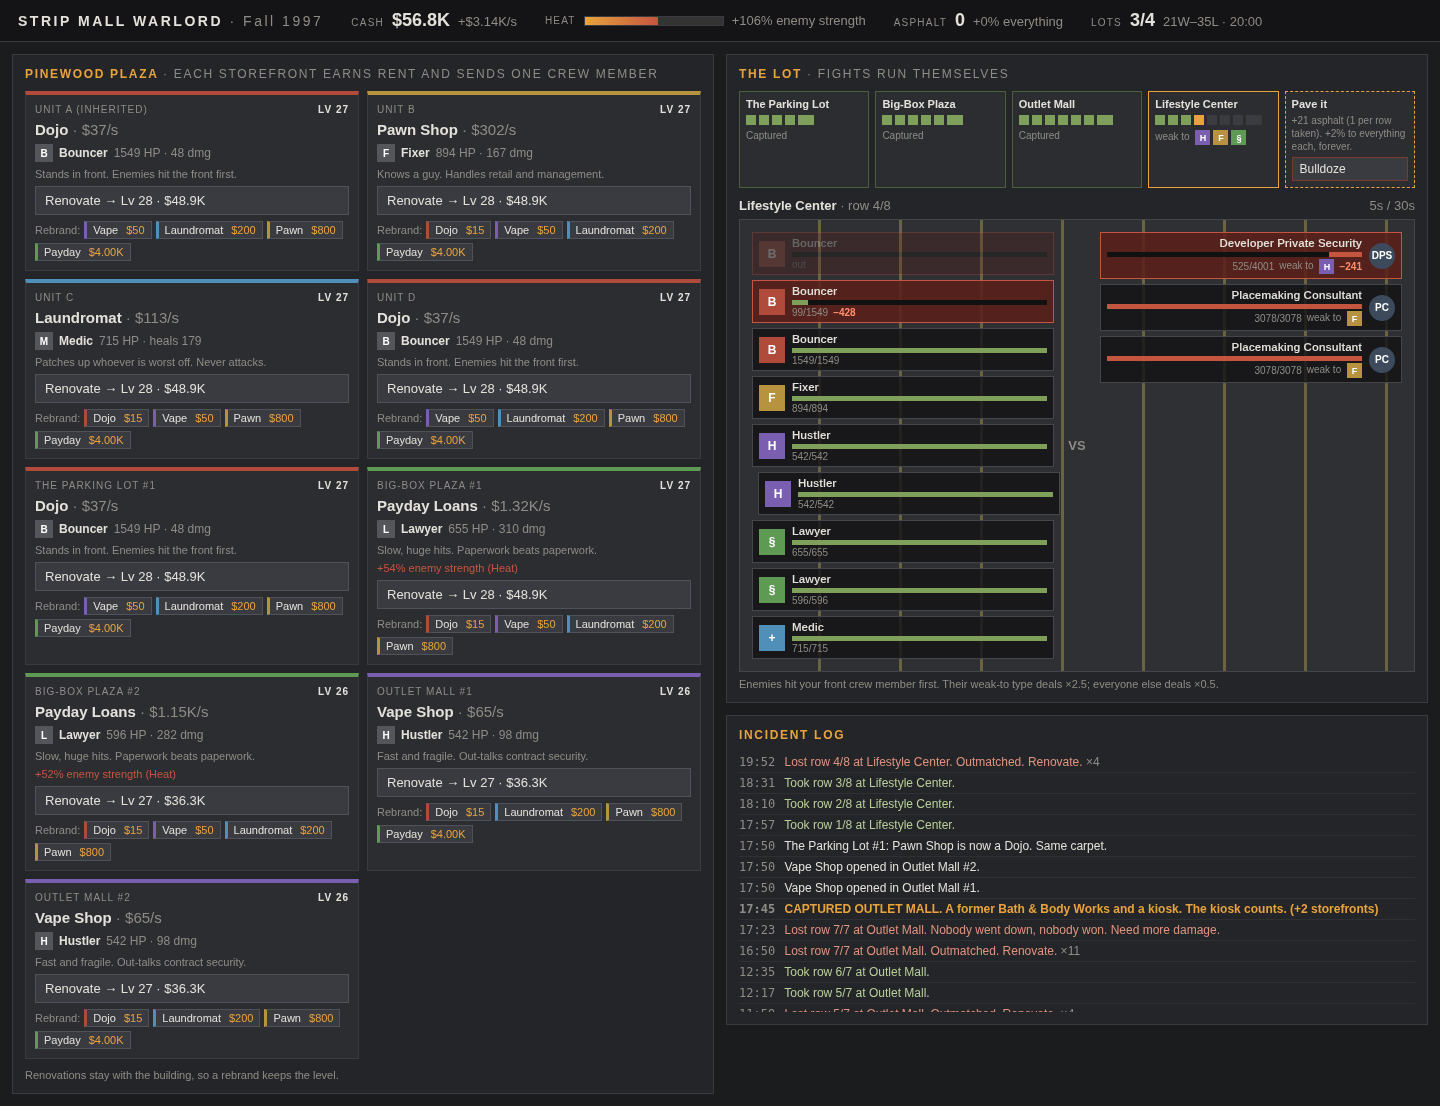 STRIP MALL WARLORD · Fall 1997 CASH $56.8K +$3.14K/s HEAT +106% enemy strength ASPHALT 0 +0% everything LOTS 3/4 21W–35L · 20:00
PINEWOOD PLAZA · EACH STOREFRONT EARNS RENT AND SENDS ONE CREW MEMBER
UNIT A (INHERITED) LV 27
Dojo · $37/s
B Bouncer 1549 HP · 48 dmg
Stands in front. Enemies hit the front first.
Renovate → Lv 28 · $48.9K
Rebrand: Vape $50 Laundromat $200 Pawn $800
Payday $4.00K
UNIT B LV 27
Pawn Shop · $302/s
F Fixer 894 HP · 167 dmg
Knows a guy. Handles retail and management.
Renovate → Lv 28 · $48.9K
Rebrand: Dojo $15 Vape $50 Laundromat $200
Payday $4.00K
UNIT C LV 27
Laundromat · $113/s
M Medic 715 HP · heals 179
Patches up whoever is worst off. Never attacks.
Renovate → Lv 28 · $48.9K
Rebrand: Dojo $15 Vape $50 Pawn $800
Payday $4.00K
UNIT D LV 27
Dojo · $37/s
B Bouncer 1549 HP · 48 dmg
Stands in front. Enemies hit the front first.
Renovate → Lv 28 · $48.9K
Rebrand: Vape $50 Laundromat $200 Pawn $800
Payday $4.00K
THE PARKING LOT #1 LV 27
Dojo · $37/s
B Bouncer 1549 HP · 48 dmg
Stands in front. Enemies hit the front first.
Renovate → Lv 28 · $48.9K
Rebrand: Vape $50 Laundromat $200 Pawn $800
Payday $4.00K
BIG-BOX PLAZA #1 LV 27
Payday Loans · $1.32K/s
L Lawyer 655 HP · 310 dmg
Slow, huge hits. Paperwork beats paperwork.
+54% enemy strength (Heat)
Renovate → Lv 28 · $48.9K
Rebrand: Dojo $15 Vape $50 Laundromat $200
Pawn $800
BIG-BOX PLAZA #2 LV 26
Payday Loans · $1.15K/s
L Lawyer 596 HP · 282 dmg
Slow, huge hits. Paperwork beats paperwork.
+52% enemy strength (Heat)
Renovate → Lv 27 · $36.3K
Rebrand: Dojo $15 Vape $50 Laundromat $200
Pawn $800
OUTLET MALL #1 LV 26
Vape Shop · $65/s
H Hustler 542 HP · 98 dmg
Fast and fragile. Out-talks contract security.
Renovate → Lv 27 · $36.3K
Rebrand: Dojo $15 Laundromat $200 Pawn $800
Payday $4.00K
OUTLET MALL #2 LV 26
Vape Shop · $65/s
H Hustler 542 HP · 98 dmg
Fast and fragile. Out-talks contract security.
Renovate → Lv 27 · $36.3K
Rebrand: Dojo $15 Laundromat $200 Pawn $800
Payday $4.00K
Renovations stay with the building, so a rebrand keeps the level.
THE LOT · FIGHTS RUN THEMSELVES
The Parking Lot
Captured
Big-Box Plaza
Captured
Outlet Mall
Captured
Lifestyle Center
weak to H F §
Pave it
+21 asphalt (1 per row
taken). +2% to everything
each, forever.
Bulldoze
Lifestyle Center · row 4/8 5s / 30s
B Bouncer
out
B Bouncer
99/1549 −428
B Bouncer
1549/1549
F Fixer
894/894
H Hustler
542/542
H Hustler
542/542
§ Lawyer
655/655
§ Lawyer
596/596
+ Medic
715/715
VS
Developer Private Security DPS
525/4001 weak to H −241
Placemaking Consultant PC
3078/3078 weak to F
Placemaking Consultant PC
3078/3078 weak to F
Enemies hit your front crew member first. Their weak-to type deals ×2.5; everyone else deals ×0.5.
INCIDENT LOG
19:52 Lost row 4/8 at Lifestyle Center. Outmatched. Renovate. ×4
18:31 Took row 3/8 at Lifestyle Center.
18:10 Took row 2/8 at Lifestyle Center.
17:57 Took row 1/8 at Lifestyle Center.
17:50 The Parking Lot #1: Pawn Shop is now a Dojo. Same carpet.
17:50 Vape Shop opened in Outlet Mall #2.
17:50 Vape Shop opened in Outlet Mall #1.
17:45 CAPTURED OUTLET MALL. A former Bath & Body Works and a kiosk. The kiosk counts. (+2 storefronts)
17:23 Lost row 7/7 at Outlet Mall. Nobody went down, nobody won. Need more damage.
16:50 Lost row 7/7 at Outlet Mall. Outmatched. Renovate. ×11
12:35 Took row 6/7 at Outlet Mall.
12:17 Took row 5/7 at Outlet Mall.